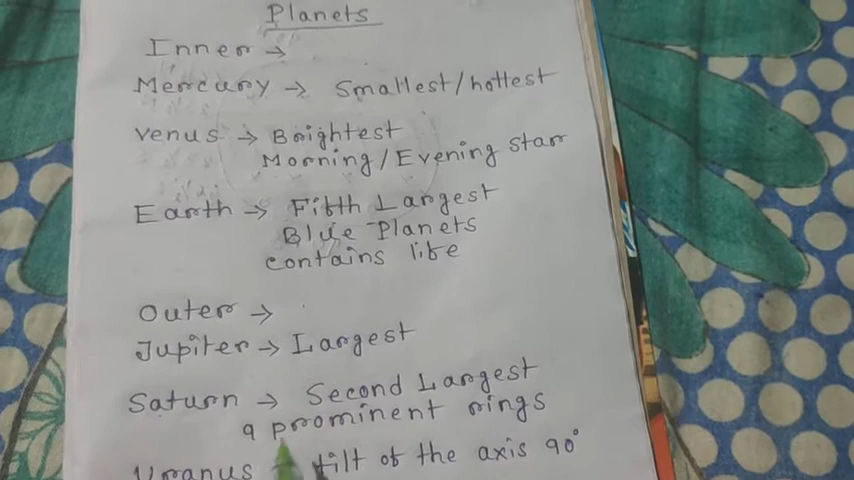 Planets
Inner →
Mercury → Smallest/hottest
Venus → Brightest
Morning/Evening star
Earth → Fifth Largest
Blue Planets
contains life
Outer →
Jupiter → Largest
Saturn → Second Largest
9 prominent rings
Uranus → tilt of the axis 90°